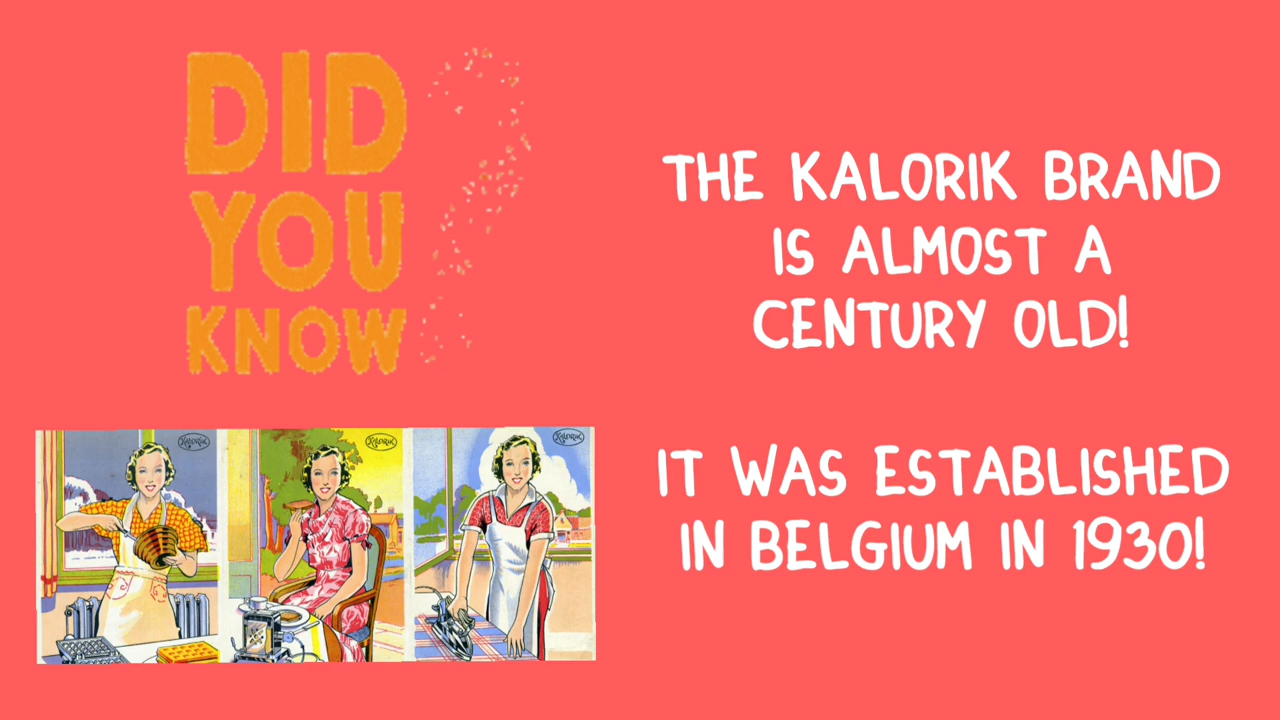 DID
YOU
KNOW
?
THE KALORIK BRAND
IS ALMOST A
CENTURY OLD!
IT WAS ESTABLISHED
IN BELGIUM IN 1930!
KALORIK
KALORIK
KALORIK